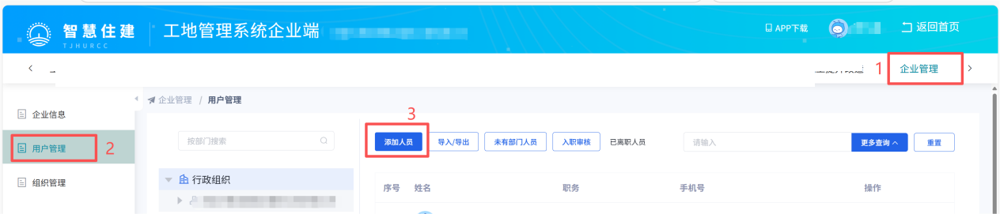 智慧住建 工地管理系统企业端 APP下载 返回首页
TJHURCC
1 企业管理
企业管理 / 用户管理
企业信息
3
按部门搜索 添加人员 导入/导出 未有部门人员 入职审核 已离职人员 请输入 更多查询 重置
用户管理 2
行政组织
组织管理
序号 姓名 职务 手机号 操作